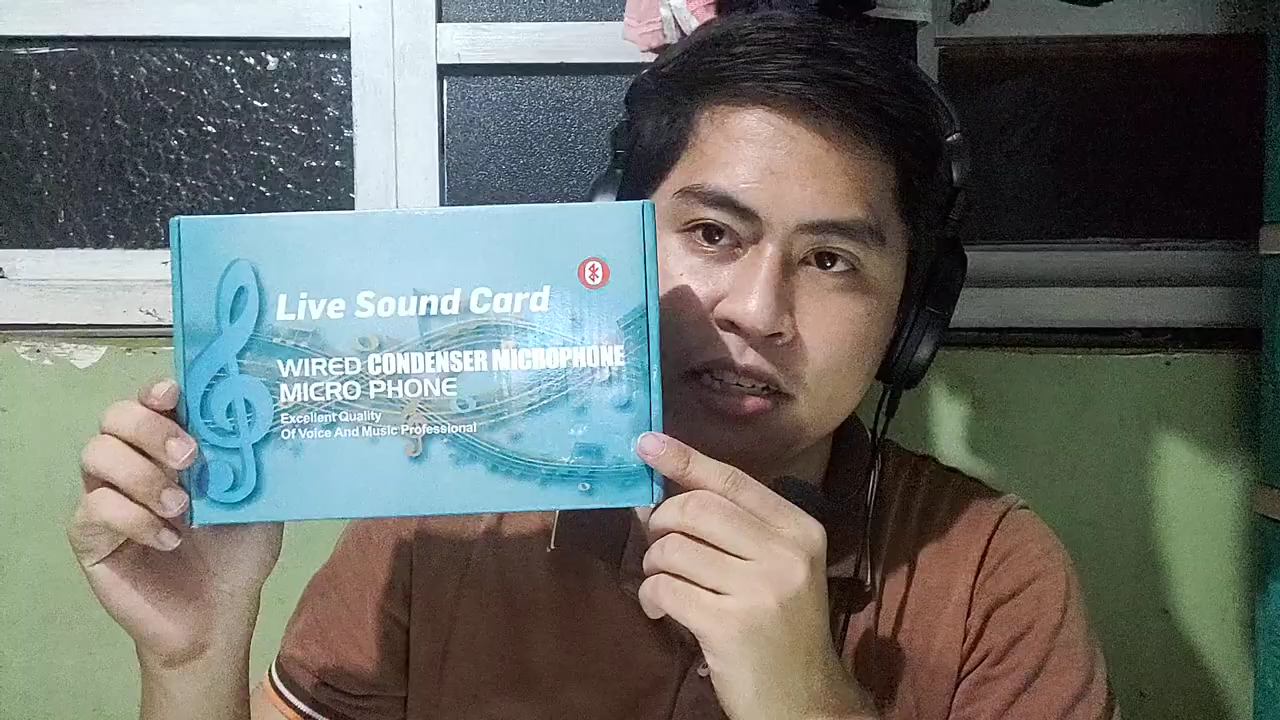 Live Sound Card
WIRED CONDENSER MICROPHONE
MICRO PHONE
Excellent Quality
Of Voice And Music Professional